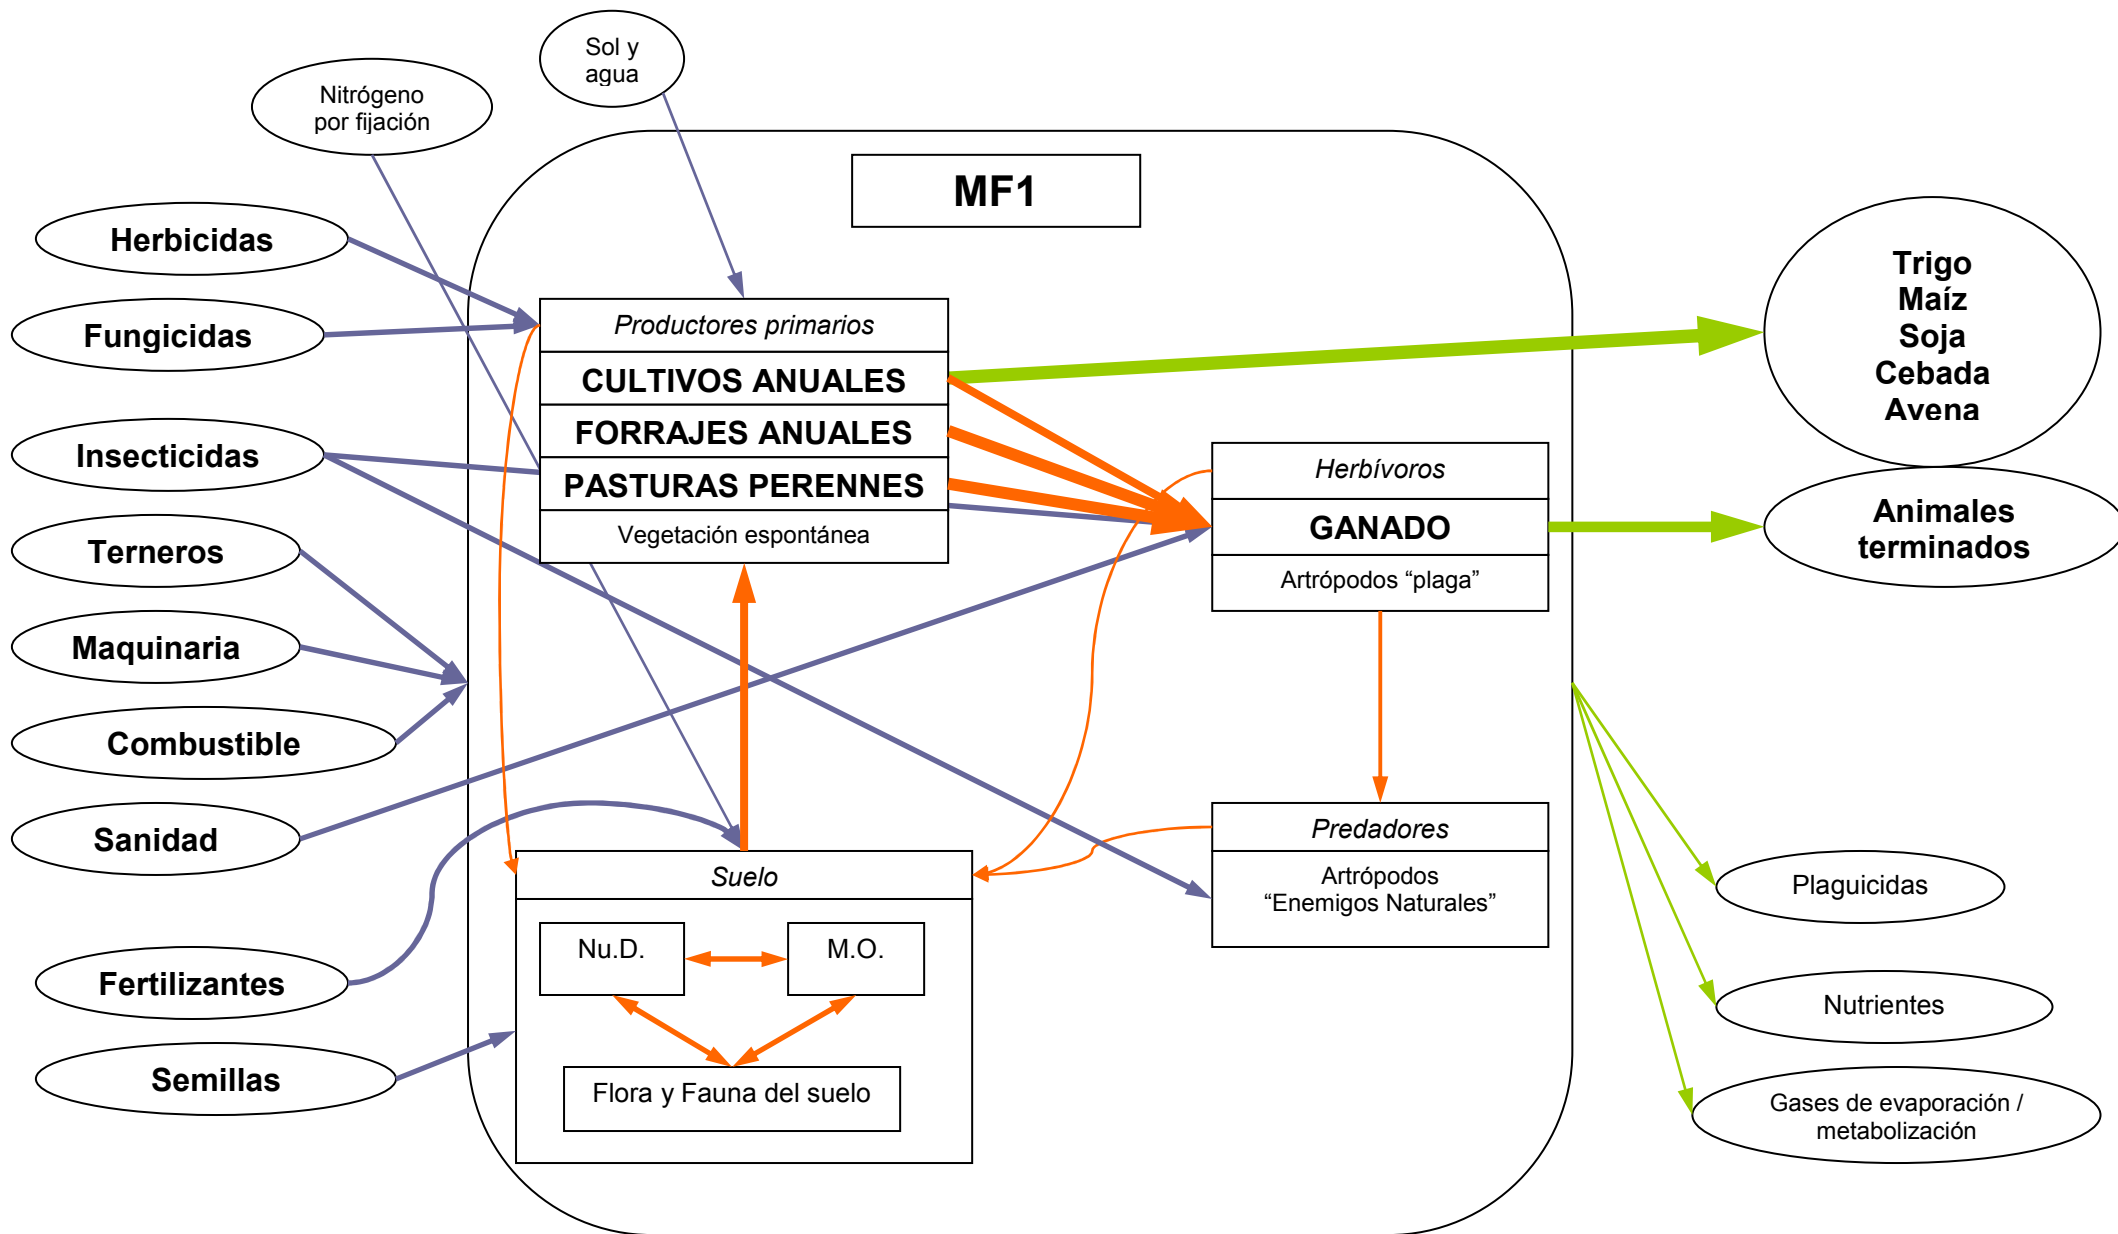 Sol y
agua
Nitrógeno
por fijación
MF1
Herbicidas
Fungicidas
Insecticidas
Terneros
Maquinaria
Combustible
Sanidad
Fertilizantes
Semillas
Productores primarios
CULTIVOS ANUALES
FORRAJES ANUALES
PASTURAS PERENNES
Vegetación espontánea
Herbívoros
GANADO
Artrópodos “plaga”
Predadores
Artrópodos
“Enemigos Naturales”
Suelo
Nu.D.
M.O.
Flora y Fauna del suelo
Trigo
Maíz
Soja
Cebada
Avena
Animales
terminados
Plaguicidas
Nutrientes
Gases de evaporación /
metabolización